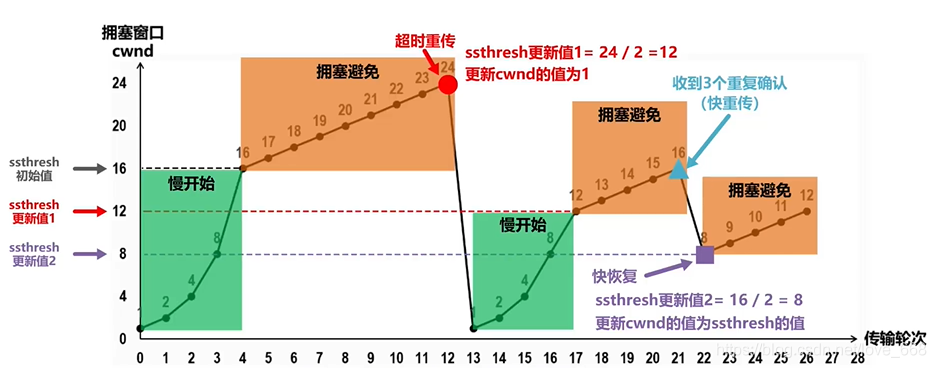 拥塞窗口
cwnd
超时重传
ssthresh更新值1= 24 / 2 =12
更新cwnd的值为1
收到3个重复确认
(快重传)
拥塞避免
拥塞避免
拥塞避免
慢开始
慢开始
ssthresh
初始值
ssthresh
更新值1
ssthresh
更新值2
24
20
16
12
8
4
0
2
4
8
16
17
18
19
20
21
22
23
24
2
4
8
12
13
14
15
16
8
9
10
11
12
快恢复
ssthresh更新值2= 16 / 2 = 8
更新cwnd的值为ssthresh的值
传输轮次
0 1 2 3 4 5 6 7 8 9 10 11 12 13 14 15 16 17 18 19 20 21 22 23 24 25 26 27 28